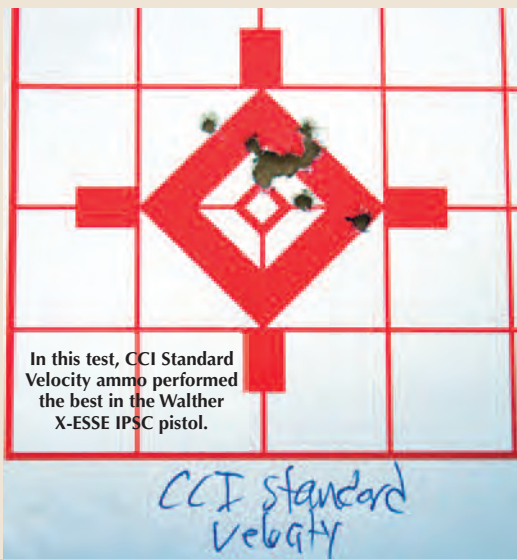 In this test, CCI Standard
Velocity ammo performed
the best in the Walther
X-ESSE IPSC pistol.
CCI Standard
Velocity